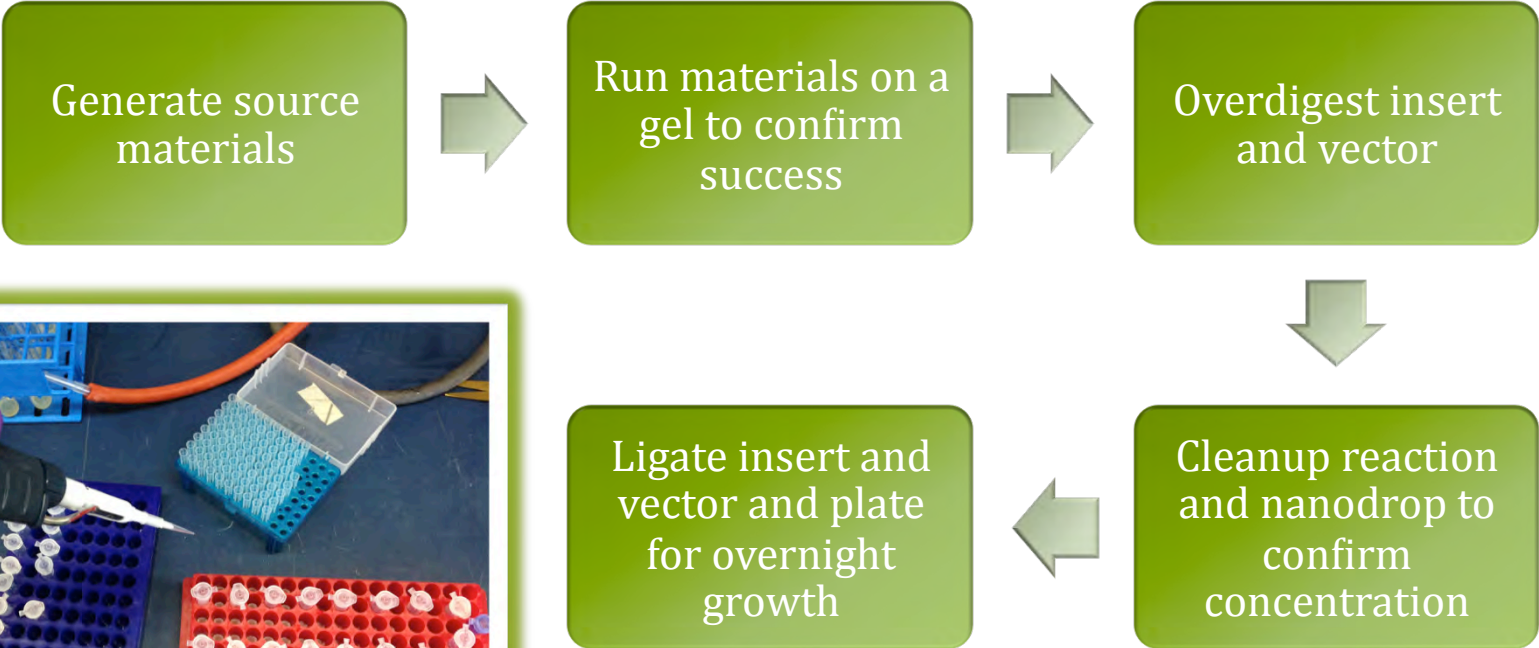 Generate source
materials
Run materials on a
gel to confirm
success
Overdigest insert
and vector
Cleanup reaction
and nanodrop to
confirm
concentration
Ligate insert and
vector and plate
for overnight
growth